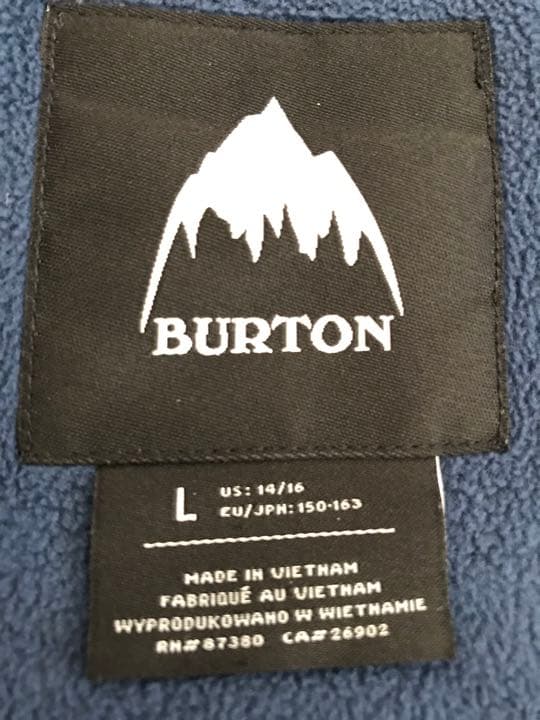 BURTON
L
US: 14/16
EU/JPN: 150-163
MADE IN VIETNAM
FABRIQUÉ AU VIETNAM
WYPRODUKOWANO W WIETNAMIE
RN# 87380 CA# 26902